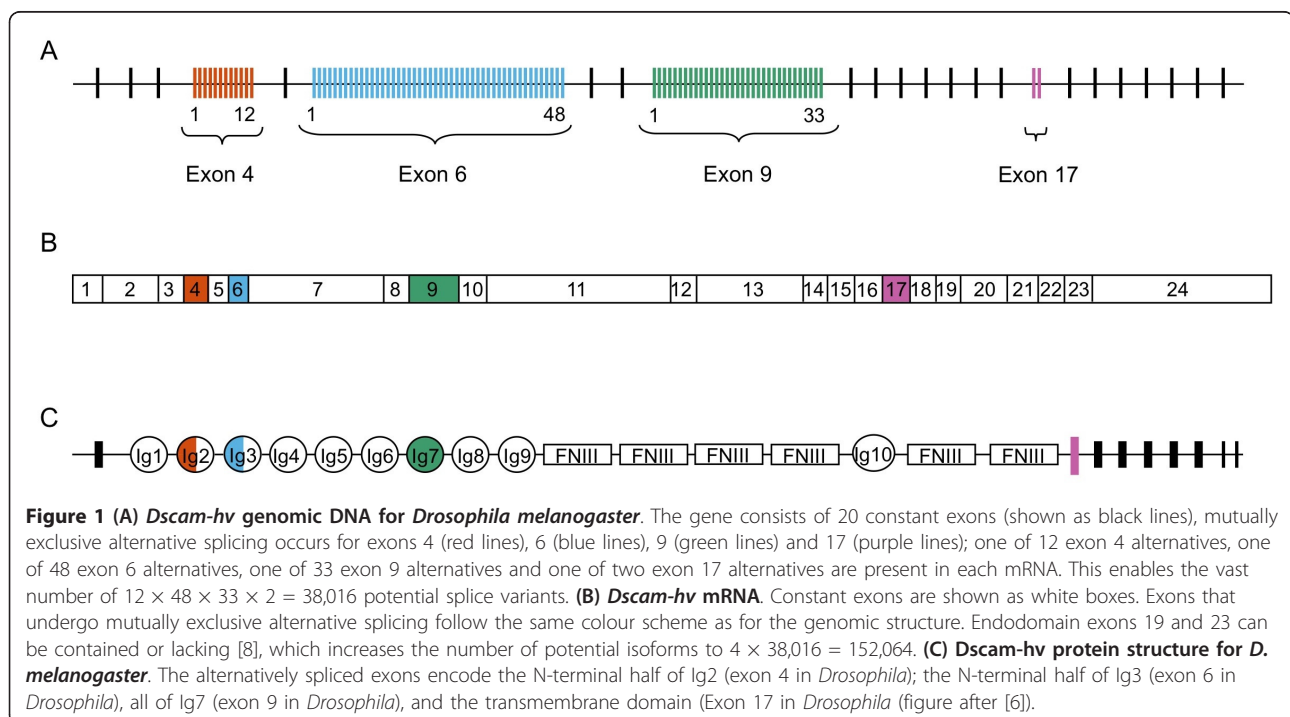 A
1 12 1 48 1 33
Exon 4 Exon 6 Exon 9 Exon 17
B
1 2 3 4 5 6 7 8 9 10 11 12 13 14 15 16 17 18 19 20 21 22 23 24
C
Ig1 Ig2 Ig3 Ig4 Ig5 Ig6 Ig7 Ig8 Ig9 FNIII FNIII FNIII FNIII Ig10 FNIII FNIII
Figure 1 (A) Dscam-hv genomic DNA for Drosophila melanogaster. The gene consists of 20 constant exons (shown as black lines), mutually
exclusive alternative splicing occurs for exons 4 (red lines), 6 (blue lines), 9 (green lines) and 17 (purple lines); one of 12 exon 4 alternatives, one
of 48 exon 6 alternatives, one of 33 exon 9 alternatives and one of two exon 17 alternatives are present in each mRNA. This enables the vast
number of 12 × 48 × 33 × 2 = 38,016 potential splice variants. (B) Dscam-hv mRNA. Constant exons are shown as white boxes. Exons that
undergo mutually exclusive alternative splicing follow the same colour scheme as for the genomic structure. Endodomain exons 19 and 23 can
be contained or lacking [8], which increases the number of potential isoforms to 4 × 38,016 = 152,064. (C) Dscam-hv protein structure for D.
melanogaster. The alternatively spliced exons encode the N-terminal half of Ig2 (exon 4 in Drosophila); the N-terminal half of Ig3 (exon 6 in
Drosophila), all of Ig7 (exon 9 in Drosophila), and the transmembrane domain (Exon 17 in Drosophila (figure after [6]).